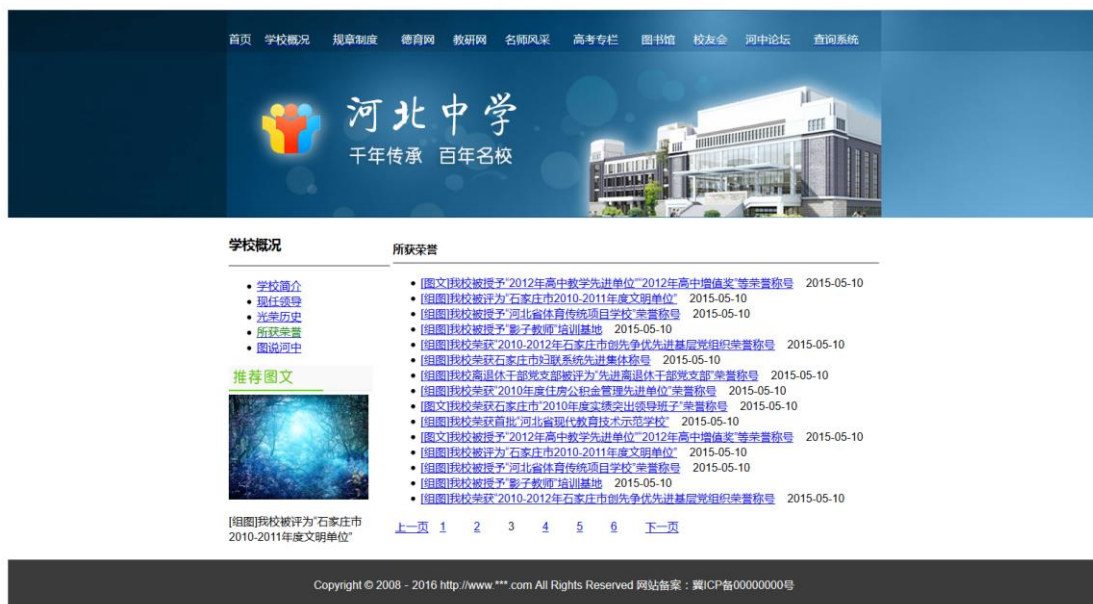 首页 学校概况 规章制度 德育网 教研网 名师风采 高考专栏 图书馆 校友会 河中论坛 查询系统
河北中学
千年传承 百年名校
学校概况
学校简介
现任领导
光荣历史
所获荣誉
图说河中
推荐图文
[组图]我校被评为"石家庄市
2010-2011年度文明单位"
所获荣誉
[图文]我校被授予"2012年高中教学先进单位""2012年高中增值奖"等荣誉称号 2015-05-10
[组图]我校被评为"石家庄市2010-2011年度文明单位" 2015-05-10
[组图]我校被授予"河北省体育传统项目学校"荣誉称号 2015-05-10
[组图]我校被授予"影子教师"培训基地 2015-05-10
[组图]我校荣获"2010-2012年石家庄市创先争优先进基层党组织荣誉称号 2015-05-10
[组图]我校荣获石家庄市妇联系统先进集体称号 2015-05-10
[组图]我校离退休干部党支部被评为"先进离退休干部党支部"荣誉称号 2015-05-10
[组图]我校荣获"2010年度住房公积金管理先进单位"荣誉称号 2015-05-10
[图文]我校荣获石家庄市"2010年度实绩突出领导班子"荣誉称号 2015-05-10
[组图]我校荣获首批"河北省现代教育技术示范学校" 2015-05-10
[图文]我校被授予"2012年高中教学先进单位""2012年高中增值奖"等荣誉称号 2015-05-10
[组图]我校被评为"石家庄市2010-2011年度文明单位" 2015-05-10
[组图]我校被授予"河北省体育传统项目学校"荣誉称号 2015-05-10
[组图]我校被授予"影子教师"培训基地 2015-05-10
[组图]我校荣获"2010-2012年石家庄市创先争优先进基层党组织荣誉称号 2015-05-10
上一页 1 2 3 4 5 6 下一页
Copyright © 2008 - 2016 http://www.***.com All Rights Reserved 网站备案：冀ICP备00000000号